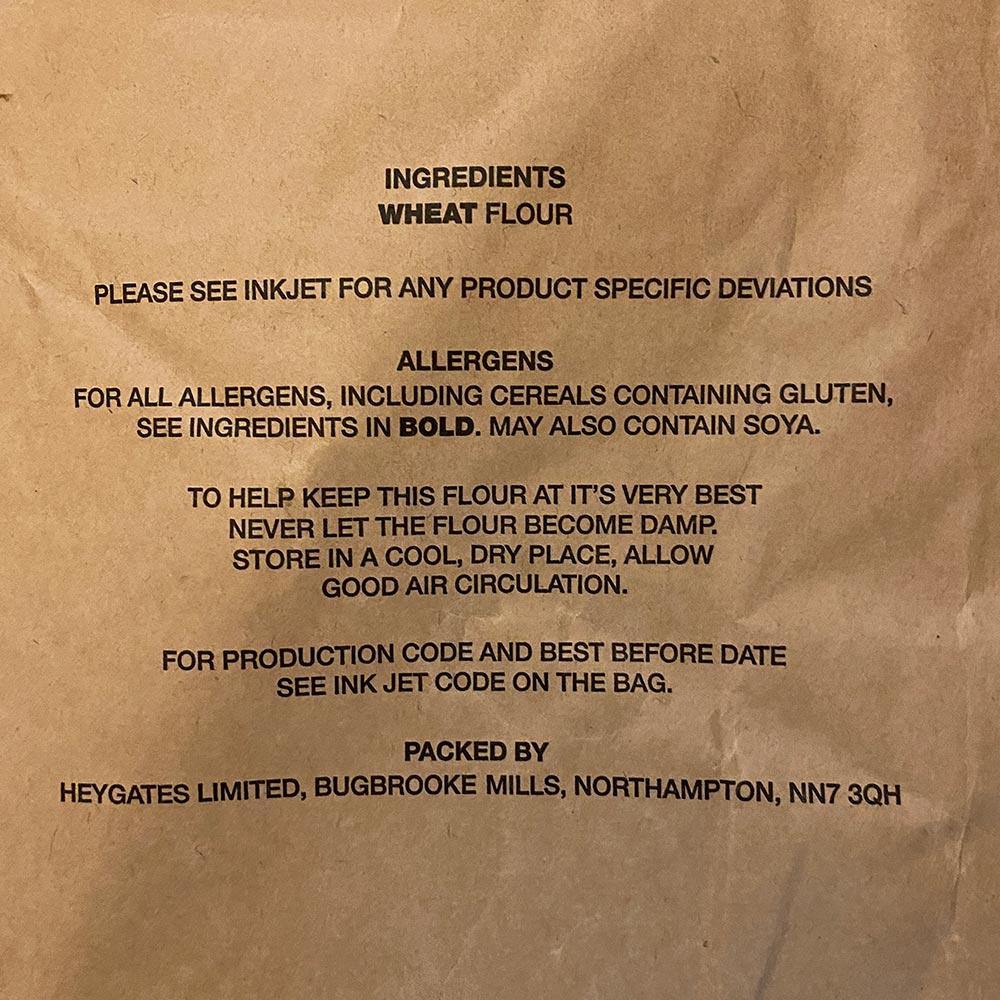 INGREDIENTS
WHEAT FLOUR
PLEASE SEE INKJET FOR ANY PRODUCT SPECIFIC DEVIATIONS
ALLERGENS
FOR ALL ALLERGENS, INCLUDING CEREALS CONTAINING GLUTEN,
SEE INGREDIENTS IN BOLD. MAY ALSO CONTAIN SOYA.
TO HELP KEEP THIS FLOUR AT IT'S VERY BEST
NEVER LET THE FLOUR BECOME DAMP.
STORE IN A COOL, DRY PLACE, ALLOW
GOOD AIR CIRCULATION.
FOR PRODUCTION CODE AND BEST BEFORE DATE
SEE INK JET CODE ON THE BAG.
PACKED BY
HEYGATES LIMITED, BUGBROOKE MILLS, NORTHAMPTON, NN7 3QH